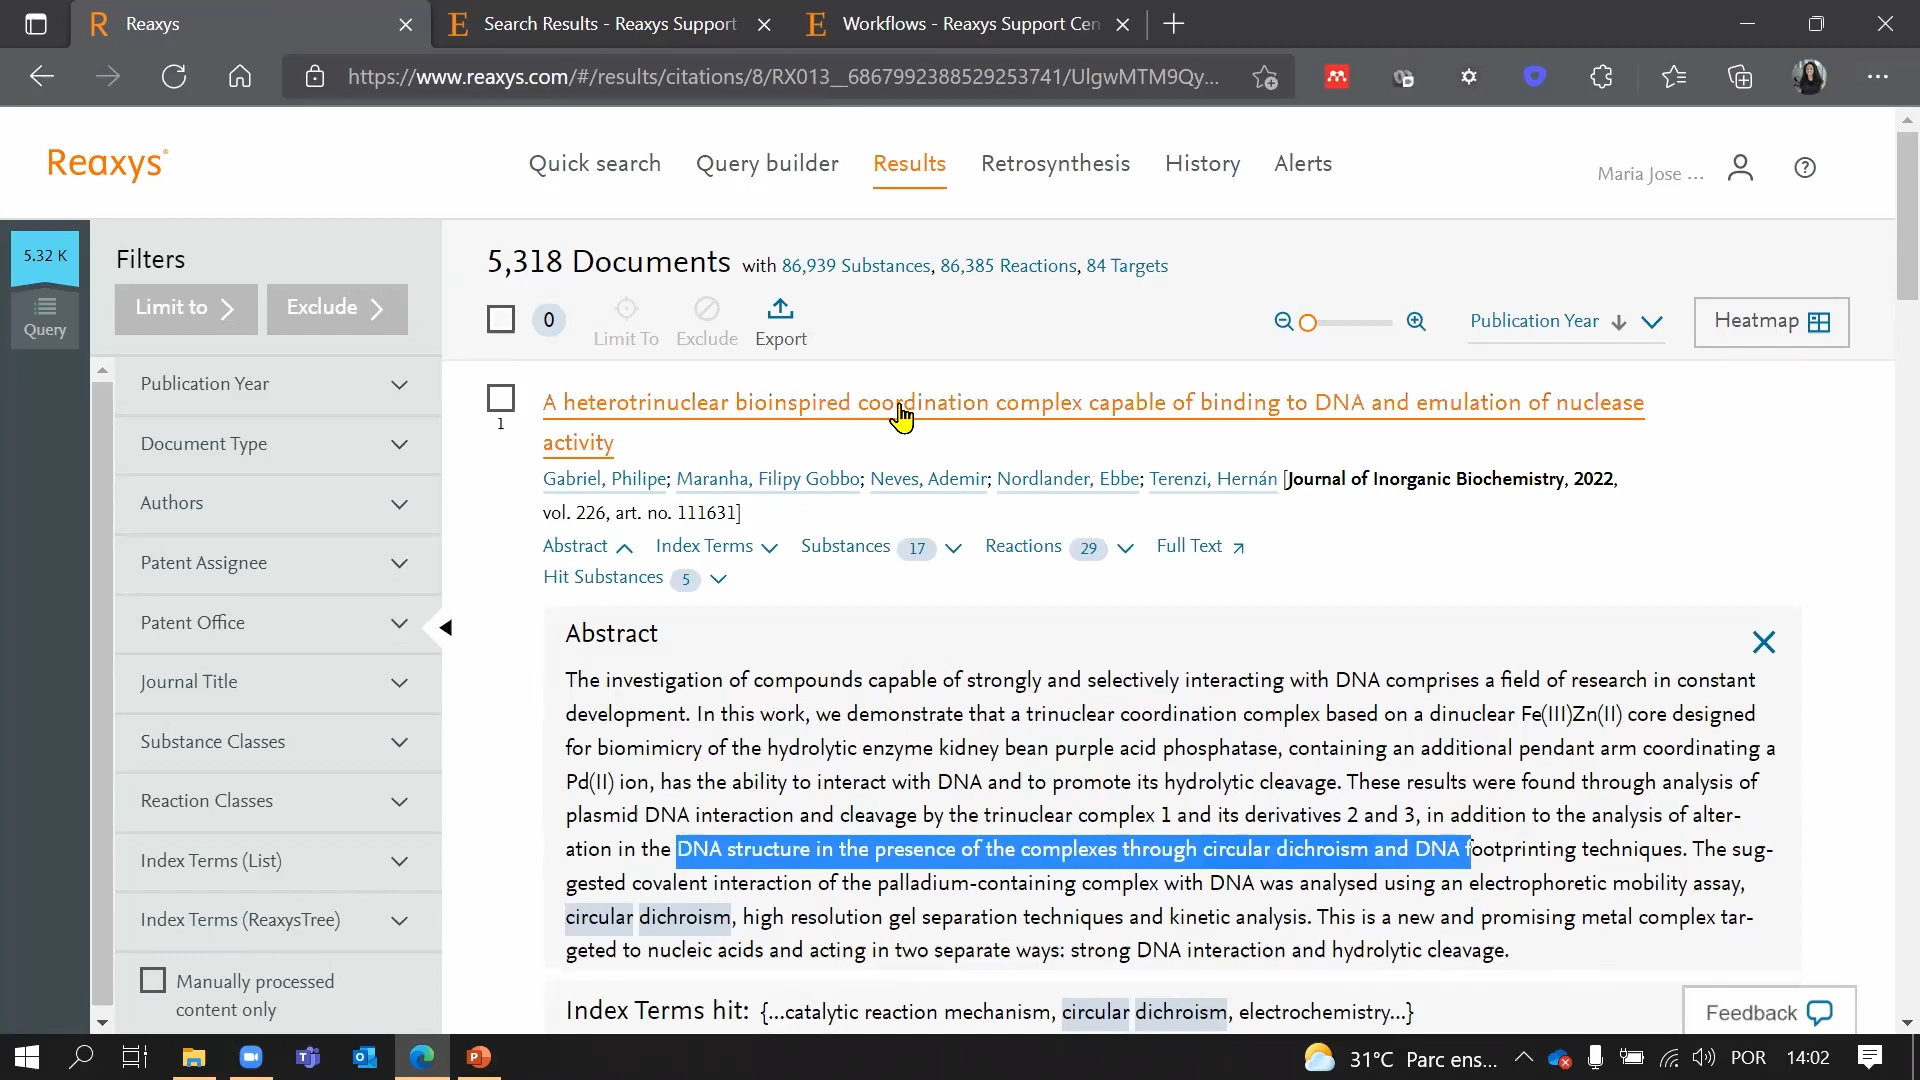 Reaxys
Search Results - Reaxys Support
Workflows - Reaxys Support Cen
https://www.reaxys.com/#/results/citations/8/RX013__6867992388529253741/UlgwMTM9Qy...
Reaxys
Quick search
Query builder
Results
Retrosynthesis
History
Alerts
Maria Jose ...
5.32 K
Query
Filters
Limit to
Exclude
Publication Year
Document Type
Authors
Patent Assignee
Patent Office
Journal Title
Substance Classes
Reaction Classes
Index Terms (List)
Index Terms (ReaxysTree)
Manually processed
content only
5,318 Documents with 86,939 Substances, 86,385 Reactions, 84 Targets
0
Limit To
Exclude
Export
Publication Year
Heatmap
1
A heterotrinuclear bioinspired coordination complex capable of binding to DNA and emulation of nuclease
activity
Gabriel, Philipe; Maranha, Filipy Gobbo; Neves, Ademir; Nordlander, Ebbe; Terenzi, Hernán [Journal of Inorganic Biochemistry, 2022,
vol. 226, art. no. 111631]
Abstract Index Terms Substances 17 Reactions 29 Full Text
Hit Substances 5
Abstract
The investigation of compounds capable of strongly and selectively interacting with DNA comprises a field of research in constant
development. In this work, we demonstrate that a trinuclear coordination complex based on a dinuclear Fe(III)Zn(II) core designed
for biomimicry of the hydrolytic enzyme kidney bean purple acid phosphatase, containing an additional pendant arm coordinating a
Pd(II) ion, has the ability to interact with DNA and to promote its hydrolytic cleavage. These results were found through analysis of
plasmid DNA interaction and cleavage by the trinuclear complex 1 and its derivatives 2 and 3, in addition to the analysis of alter-
ation in the DNA structure in the presence of the complexes through circular dichroism and DNA footprinting techniques. The sug-
gested covalent interaction of the palladium-containing complex with DNA was analysed using an electrophoretic mobility assay,
circular dichroism, high resolution gel separation techniques and kinetic analysis. This is a new and promising metal complex tar-
geted to nucleic acids and acting in two separate ways: strong DNA interaction and hydrolytic cleavage.
Index Terms hit: {...catalytic reaction mechanism, circular dichroism, electrochemistry...}
Feedback
31°C Parc ens...
POR
14:02